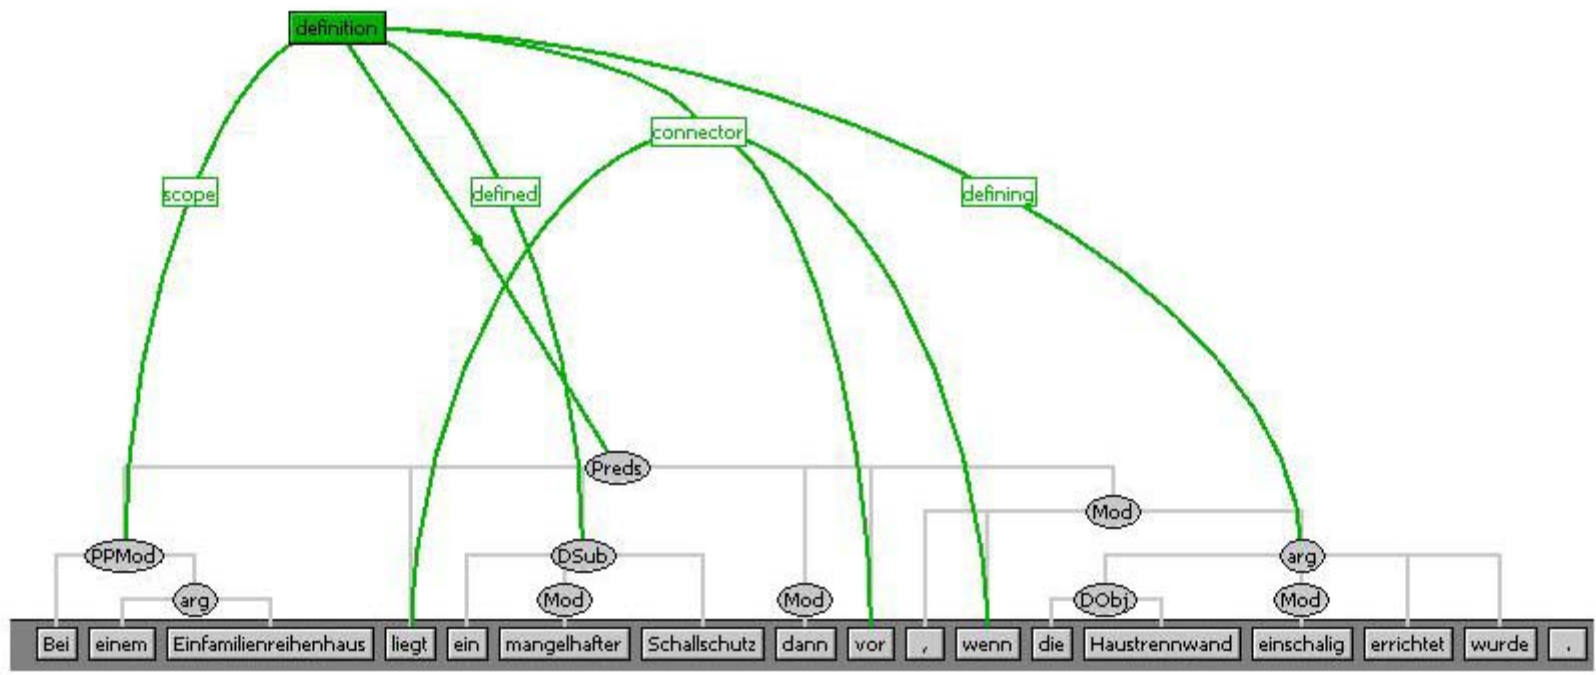 definition
connector
scope
defined
defining
Preds
Mod
PPMod
DSub
arg
arg
Mod
Mod
DObj
Mod
Bei einem Einfamilienreihenhaus liegt ein mangelhafter Schallschutz dann vor , wenn die Haustrennwand einschalig errichtet wurde .